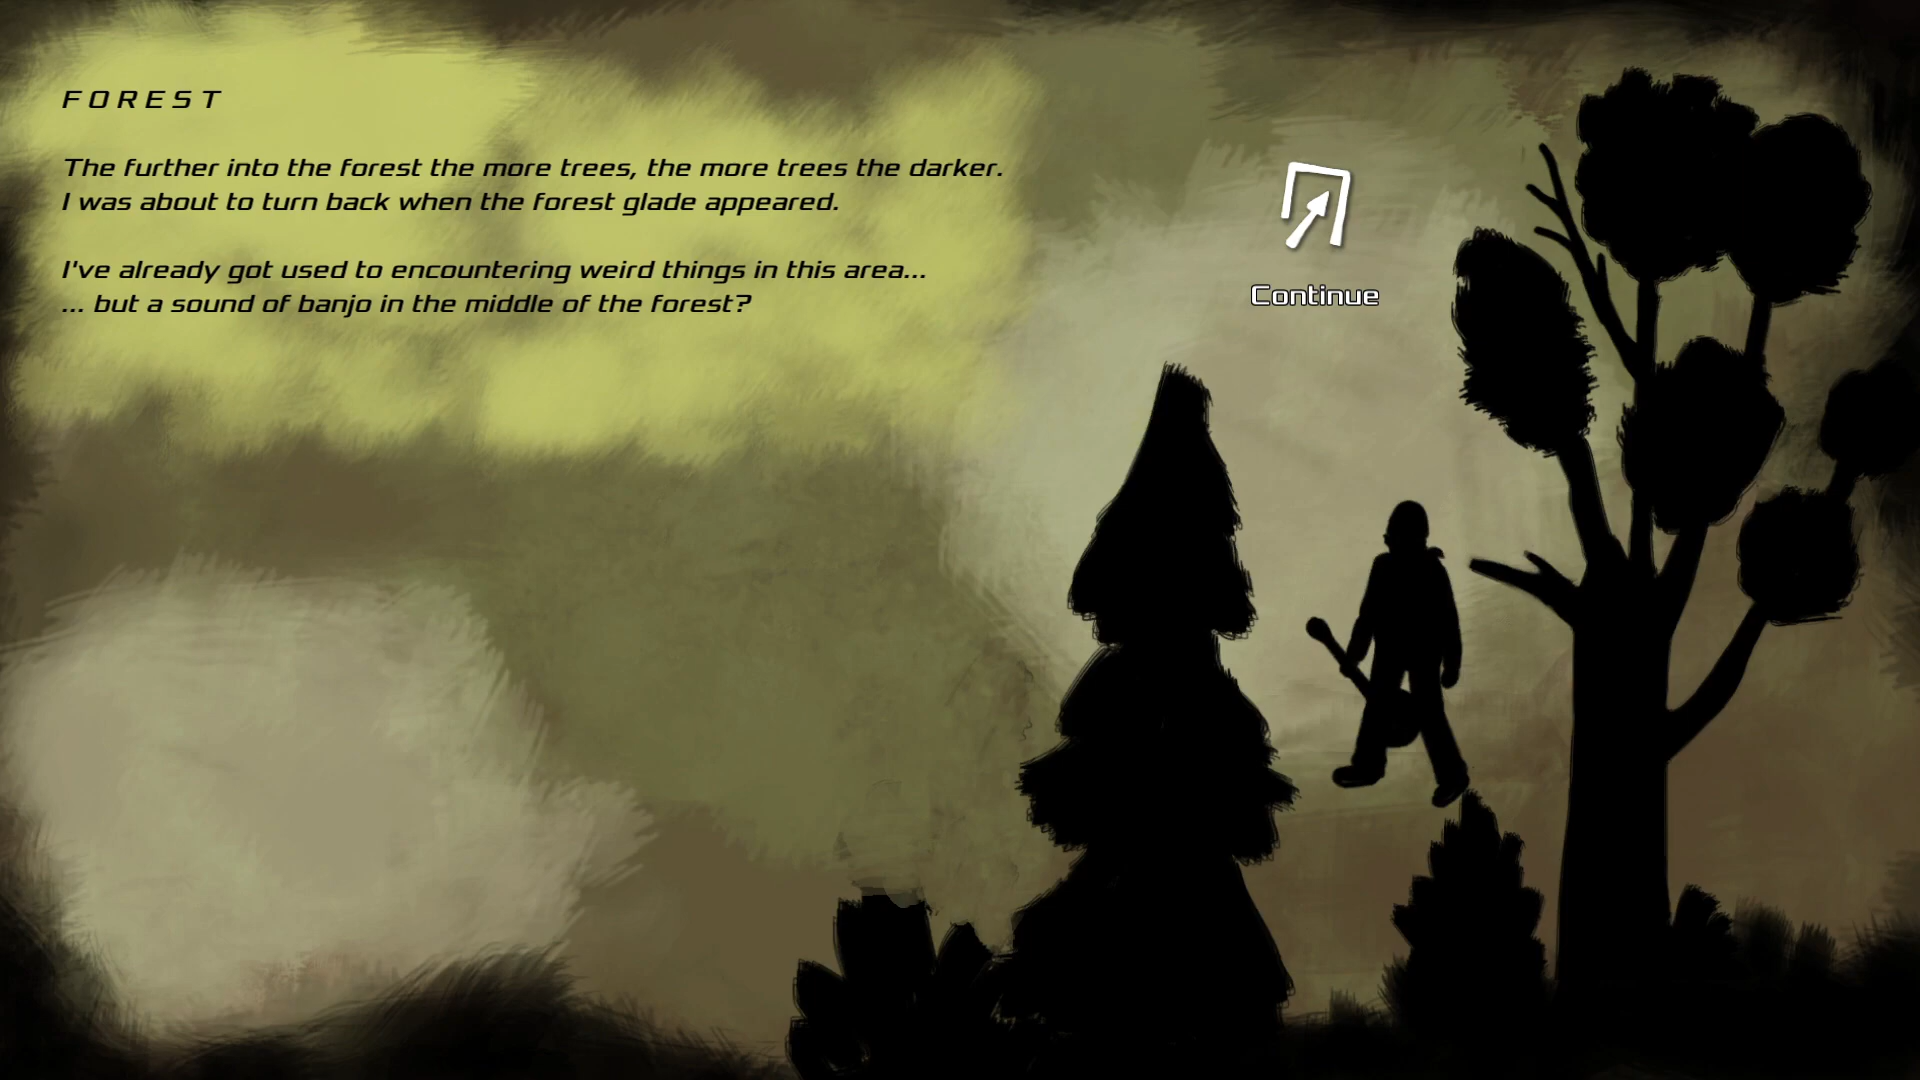 FOREST
The further into the forest the more trees, the more trees the darker.
I was about to turn back when the forest glade appeared.
I've already got used to encountering weird things in this area...
... but a sound of banjo in the middle of the forest?
Continue